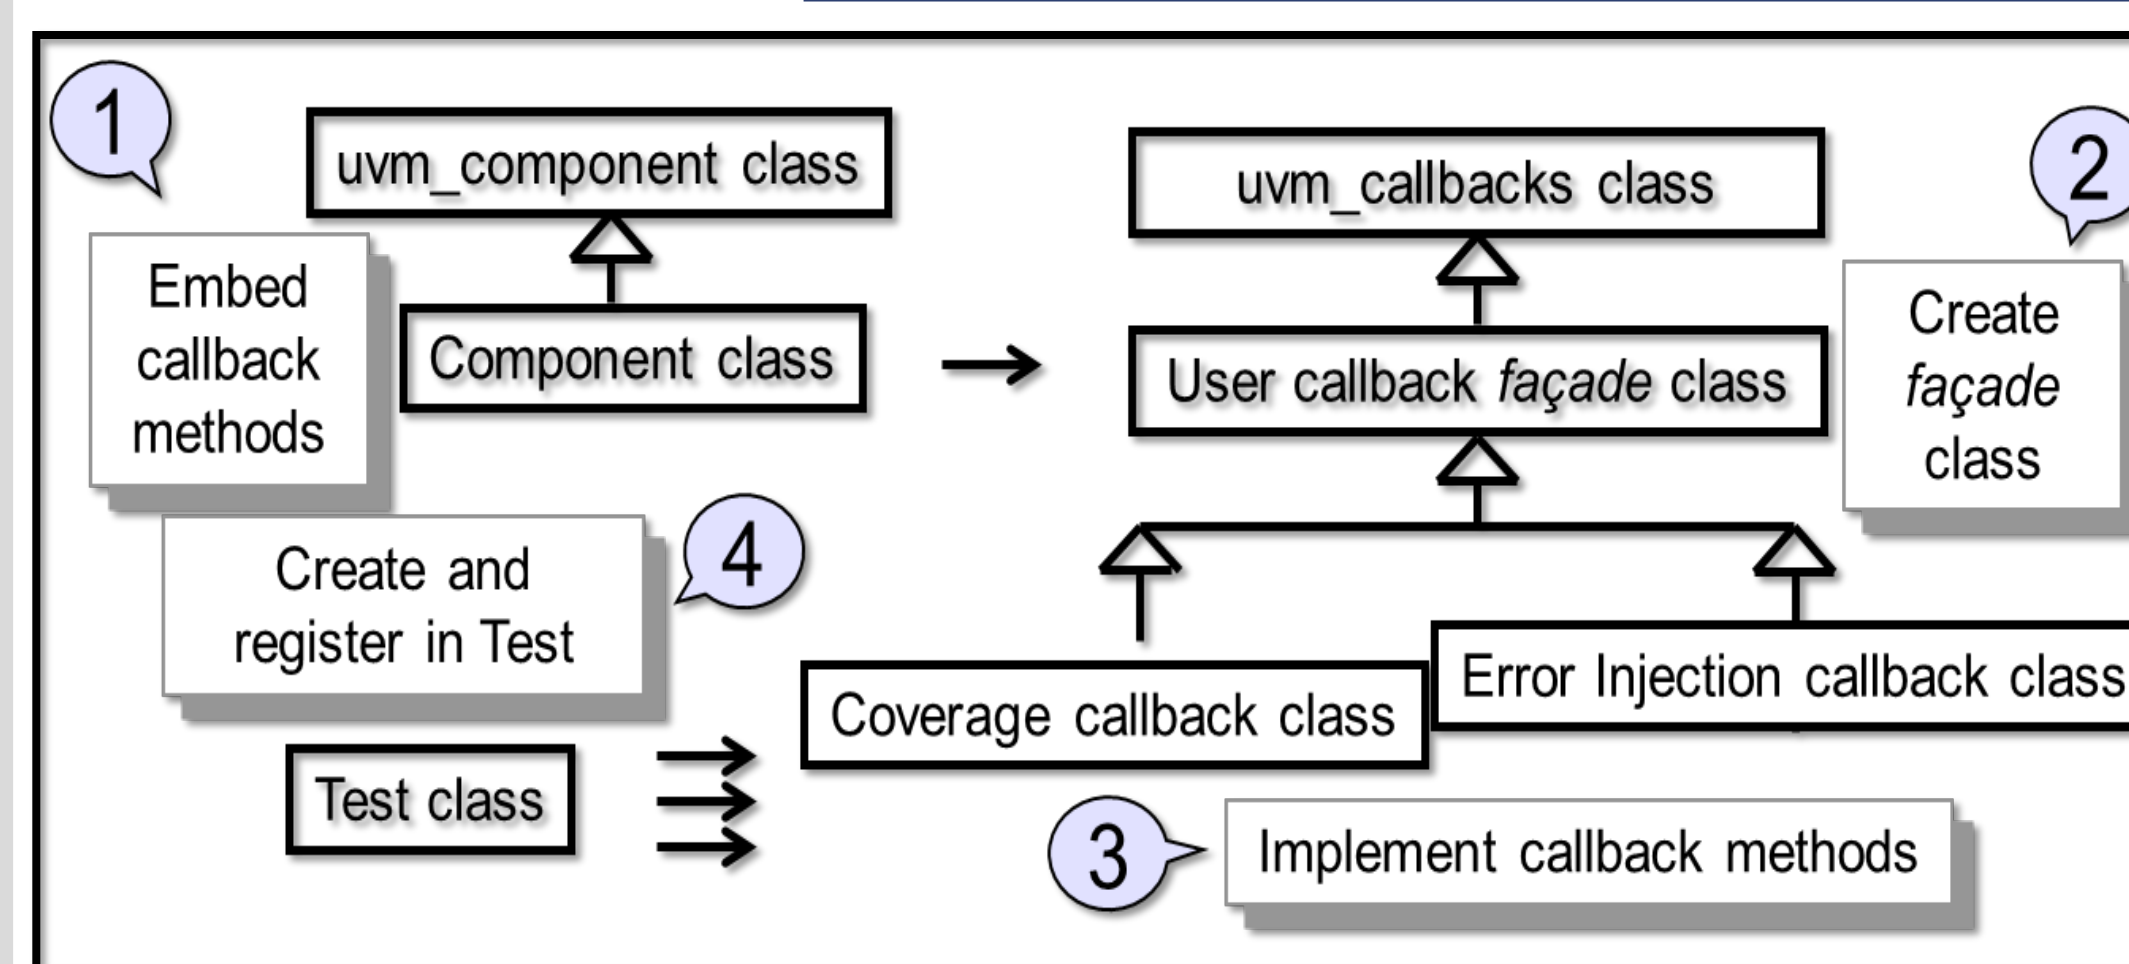 1
uvm_component class
uvm_callbacks class
2
Embed
callback
methods
Component class
User callback façade class
Create
façade
class
4
Create and
register in Test
Coverage callback class
Error Injection callback class
Test class
3
Implement callback methods